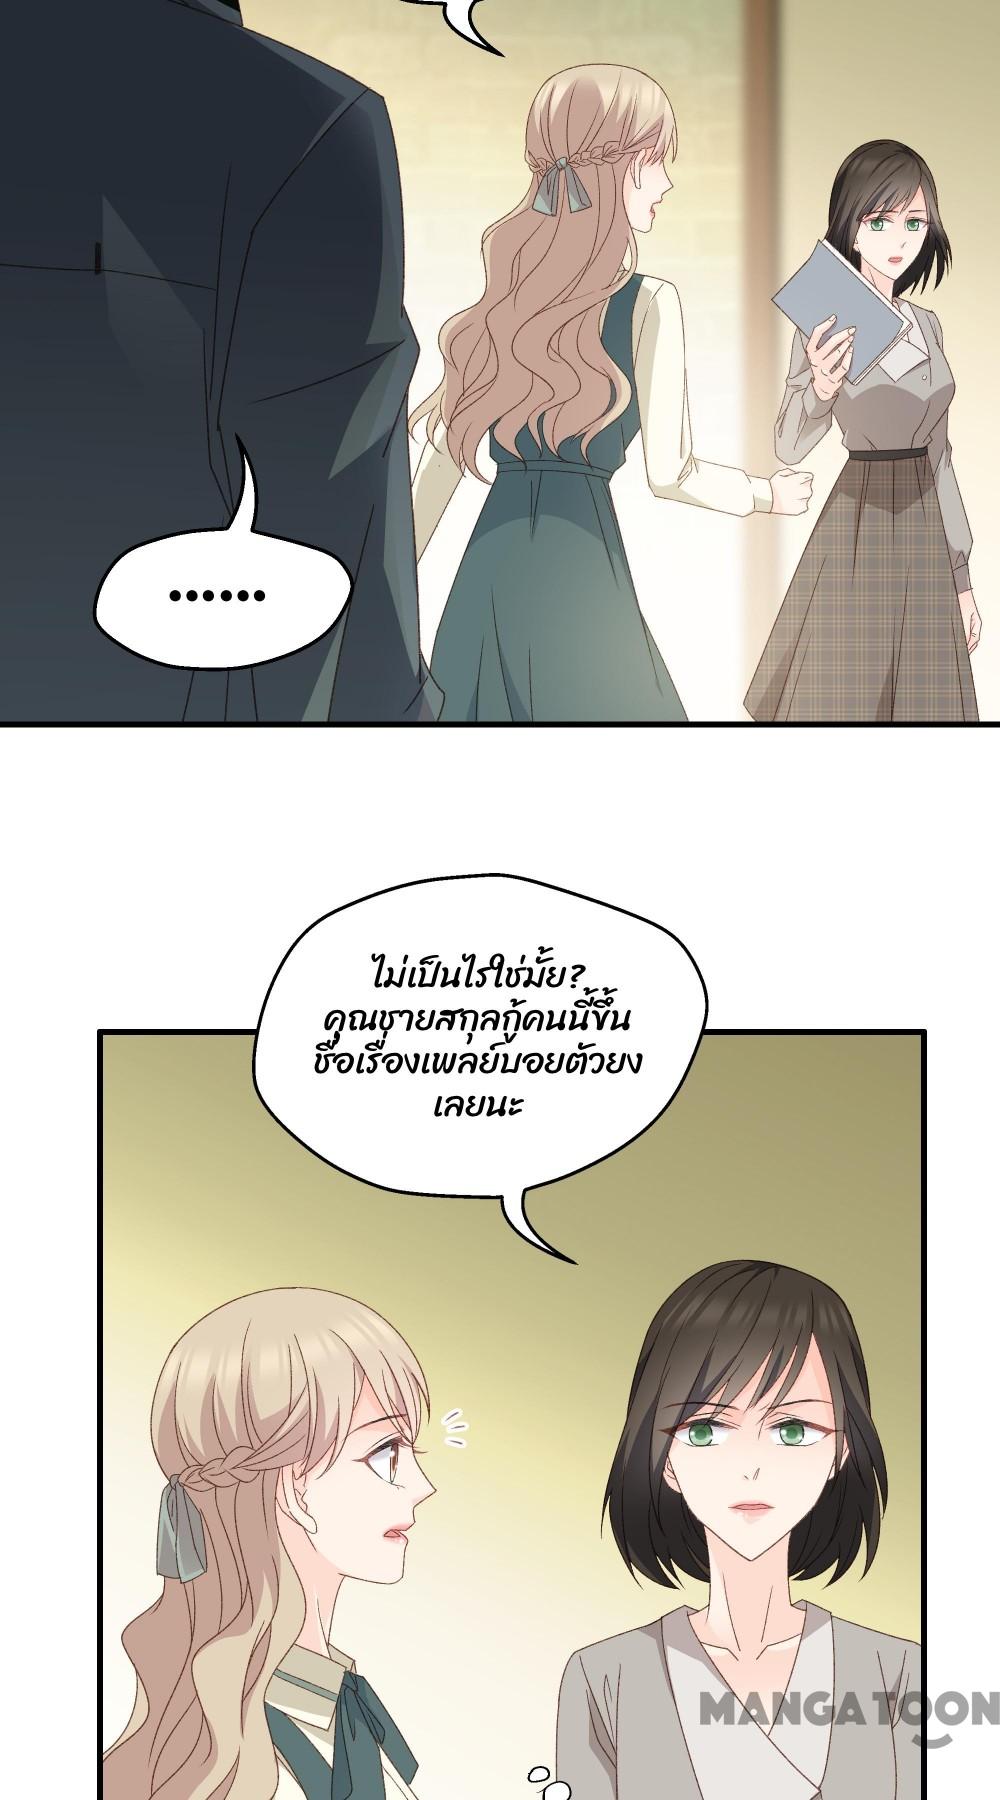 ......
ไม่เป็นไรใช่มั้ย?
คุณชายสกุลกู้คนนี้ขึ้น
ชื่อเรื่องเพลย์บอยตัวยง
เลยนะ
MANGATOON